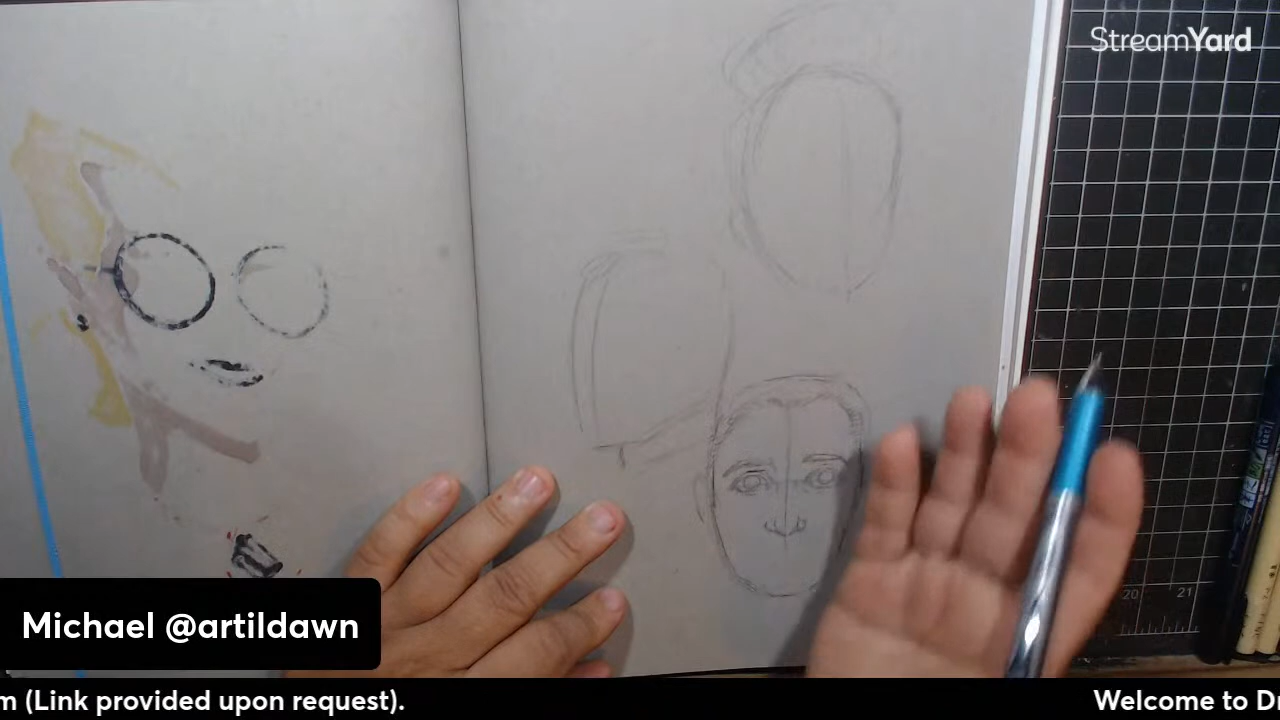 StreamYard
20 21
Michael @artildawn
m (Link provided upon request). Welcome to Dr